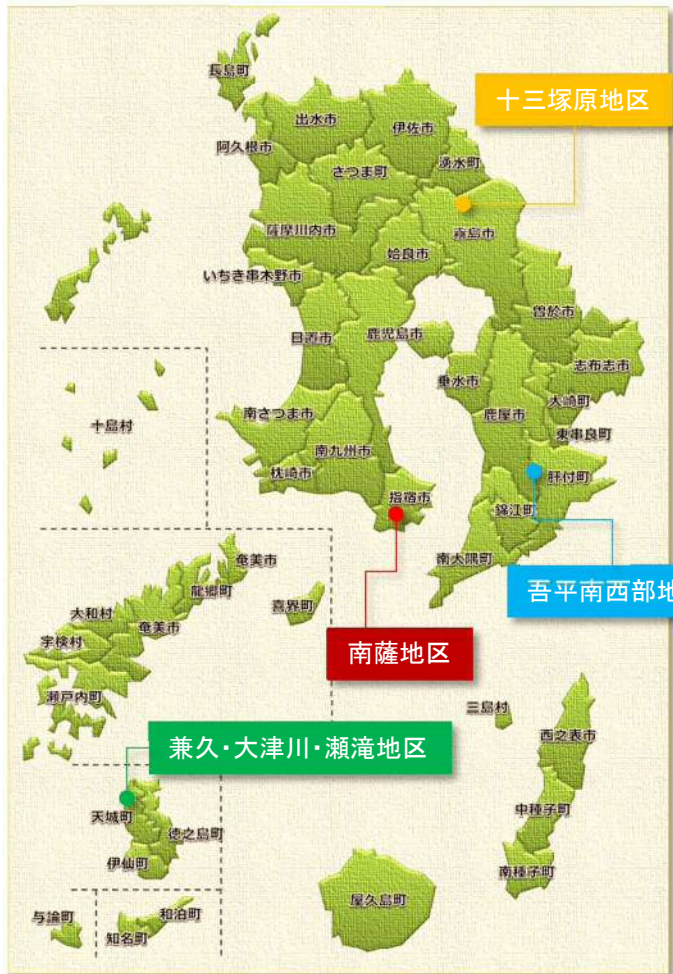 長島町
十三塚原地区
出水市
伊佐市
阿久根市
湧水町
さつま町
薩摩川内市
霧島市
姶良市
いちき串木野市
曽於市
日置市
鹿児島市
志布志市
垂水市
大崎町
鹿屋市
南さつま市
十島村
東串良町
南九州市
枕崎市
肝付町
指宿市
錦江町
奄美市
南大隅町
龍郷町
吾平南西部地
喜界町
大和村
奄美市
宇検村
南薩地区
瀬戸内町
三島村
西之表市
兼久・大津川・瀬滝地区
中種子町
天城町
徳之島町
伊仙町
南種子町
屋久島町
和泊町
与論町
知名町